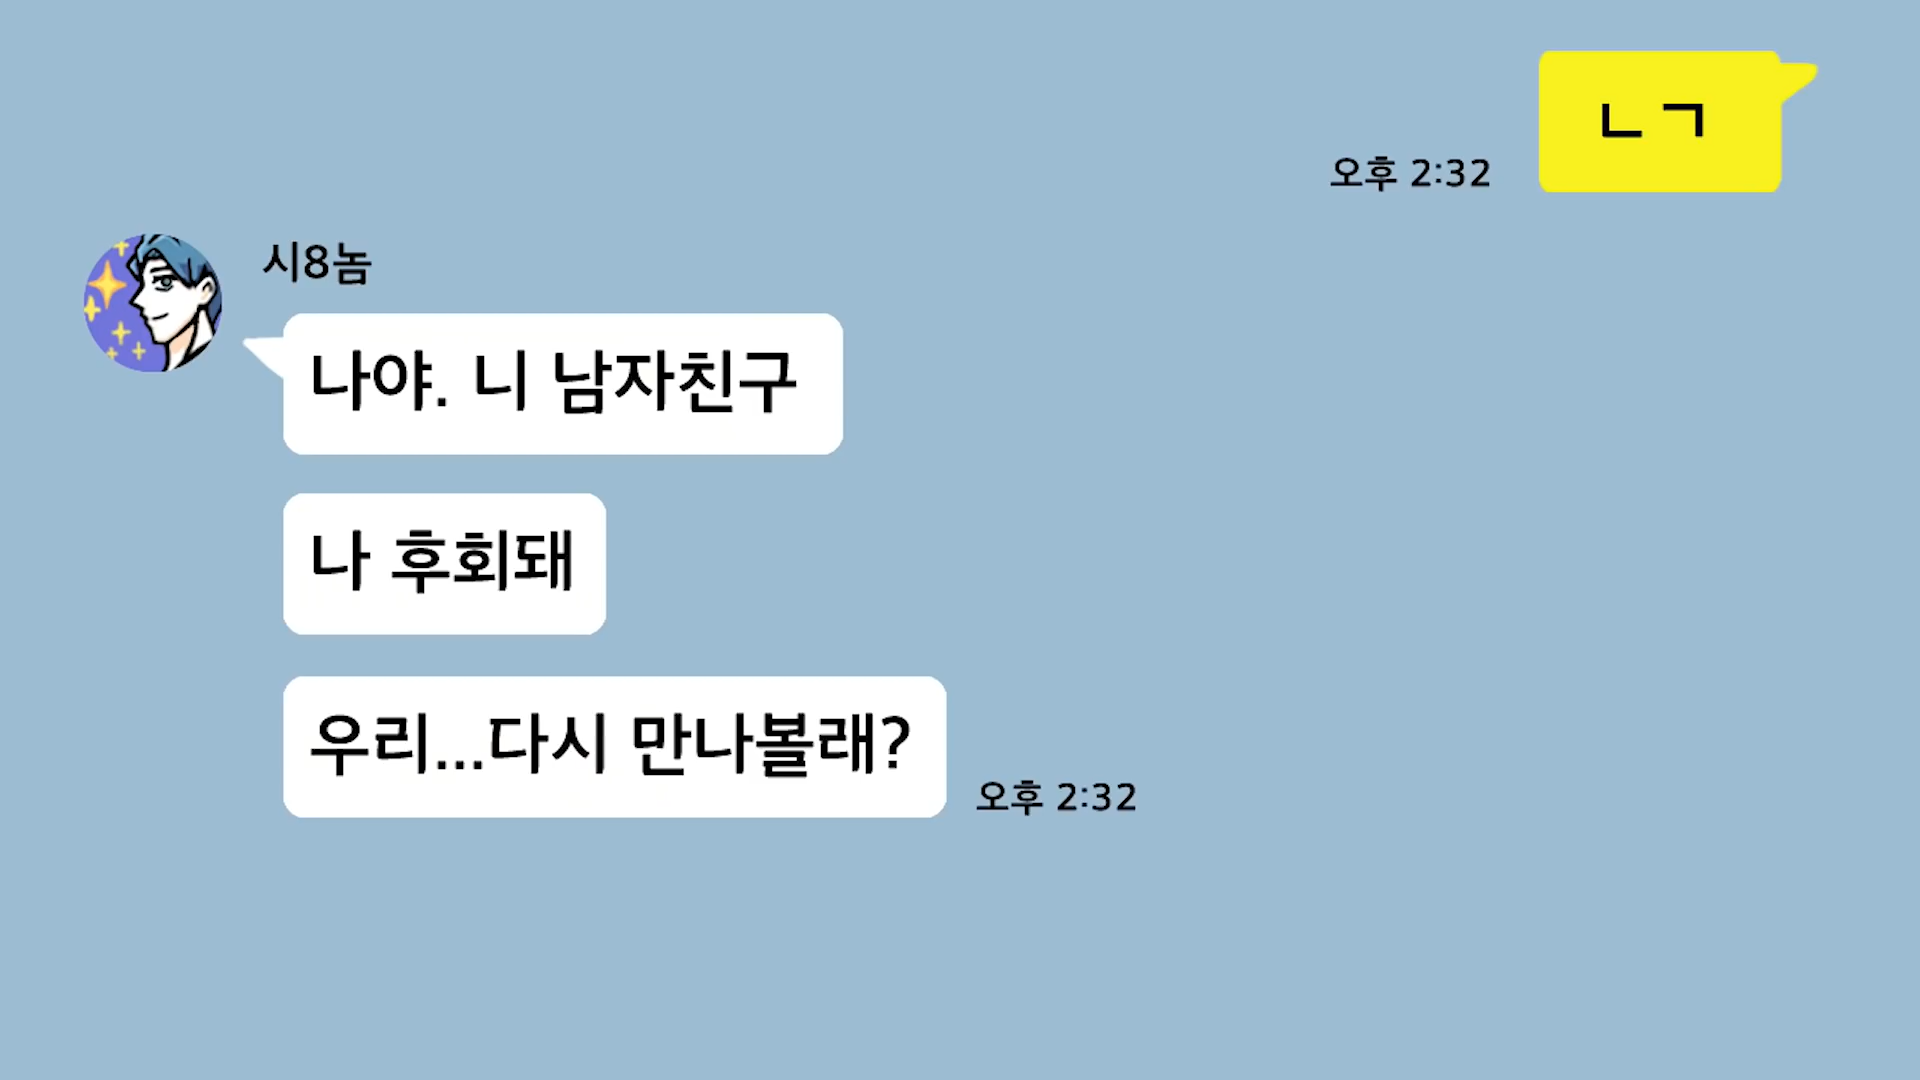 ㄴㄱ
오후 2:32
시8놈
나야. 니 남자친구
나 후회돼
우리...다시 만나볼래?
오후 2:32